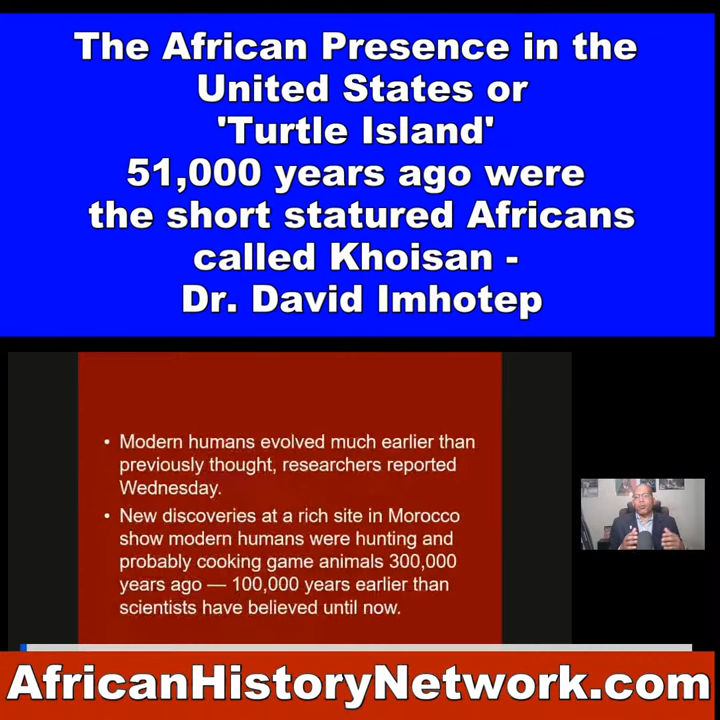 The African Presence in the
United States or
'Turtle Island'
51,000 years ago were
the short statured Africans
called Khoisan -
Dr. David Imhotep
• Modern humans evolved much earlier than
previously thought, researchers reported
Wednesday.
• New discoveries at a rich site in Morocco
show modern humans were hunting and
probably cooking game animals 300,000
years ago — 100,000 years earlier than
scientists have believed until now.
AfricanHistoryNetwork.com